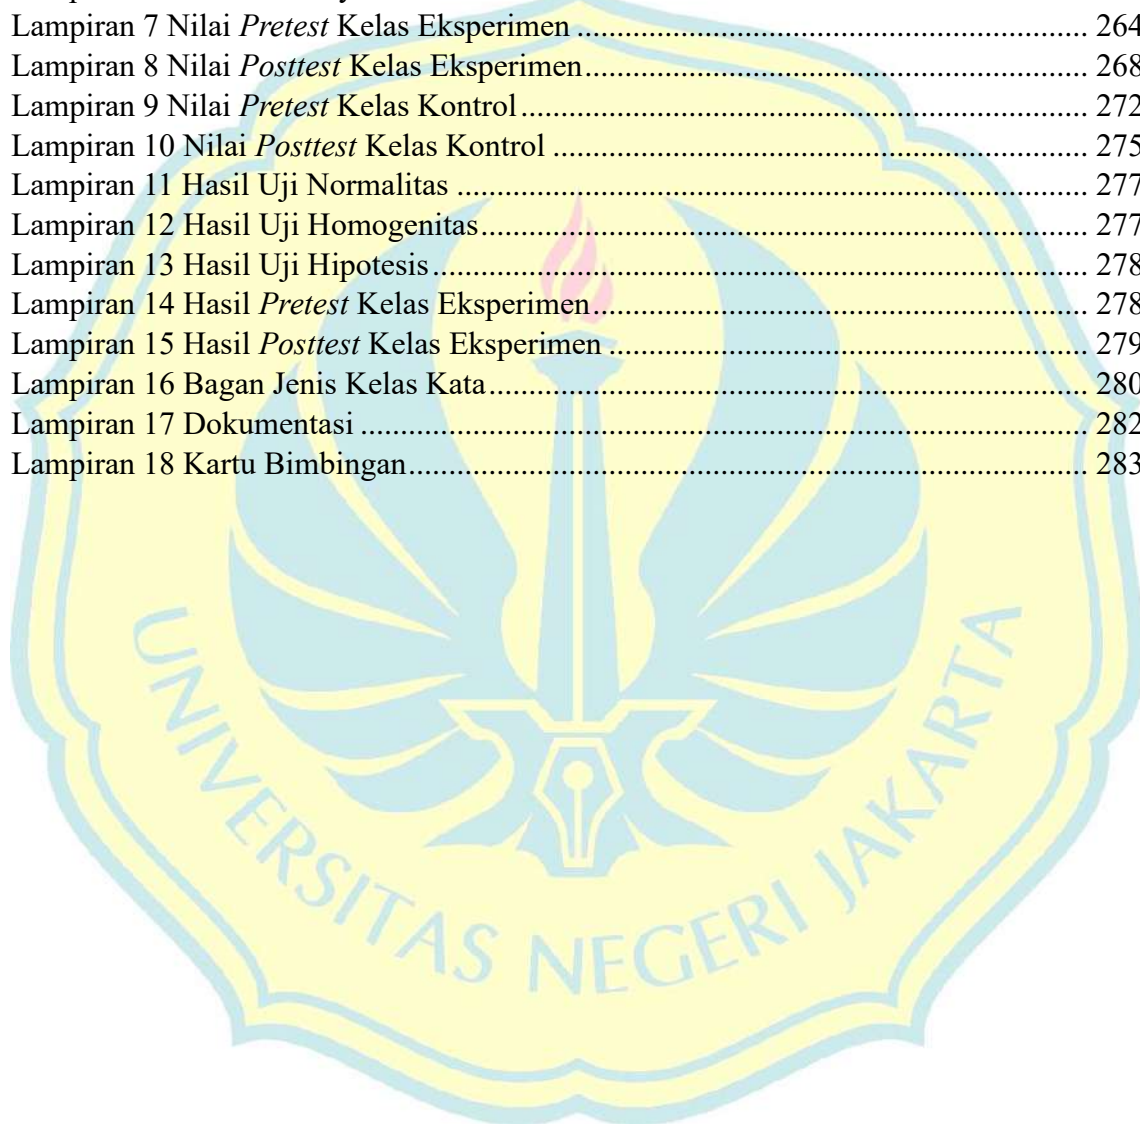 Lampiran 7 Nilai Pretest Kelas Eksperimen ................................................................ 264
Lampiran 8 Nilai Posttest Kelas Eksperimen............................................................... 268
Lampiran 9 Nilai Pretest Kelas Kontrol....................................................................... 272
Lampiran 10 Nilai Posttest Kelas Kontrol ................................................................... 275
Lampiran 11 Hasil Uji Normalitas ............................................................................... 277
Lampiran 12 Hasil Uji Homogenitas............................................................................ 277
Lampiran 13 Hasil Uji Hipotesis.................................................................................. 278
Lampiran 14 Hasil Pretest Kelas Eksperimen.............................................................. 278
Lampiran 15 Hasil Posttest Kelas Eksperimen ............................................................ 279
Lampiran 16 Bagan Jenis Kelas Kata........................................................................... 280
Lampiran 17 Dokumentasi ........................................................................................... 282
Lampiran 18 Kartu Bimbingan..................................................................................... 283
UNIVERSITAS NEGERI JAKARTA